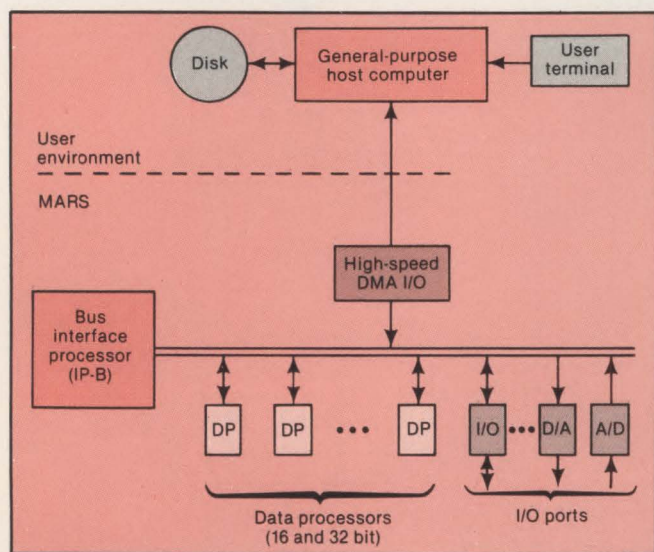 Disk
General-purpose
host computer
User
terminal
User
environment
MARS
High-speed
DMA I/O
Bus
interface
processor
(IP-B)
DP
DP
•••
DP
I/O
•••
D/A
A/D
Data processors
(16 and 32 bit)
I/O ports